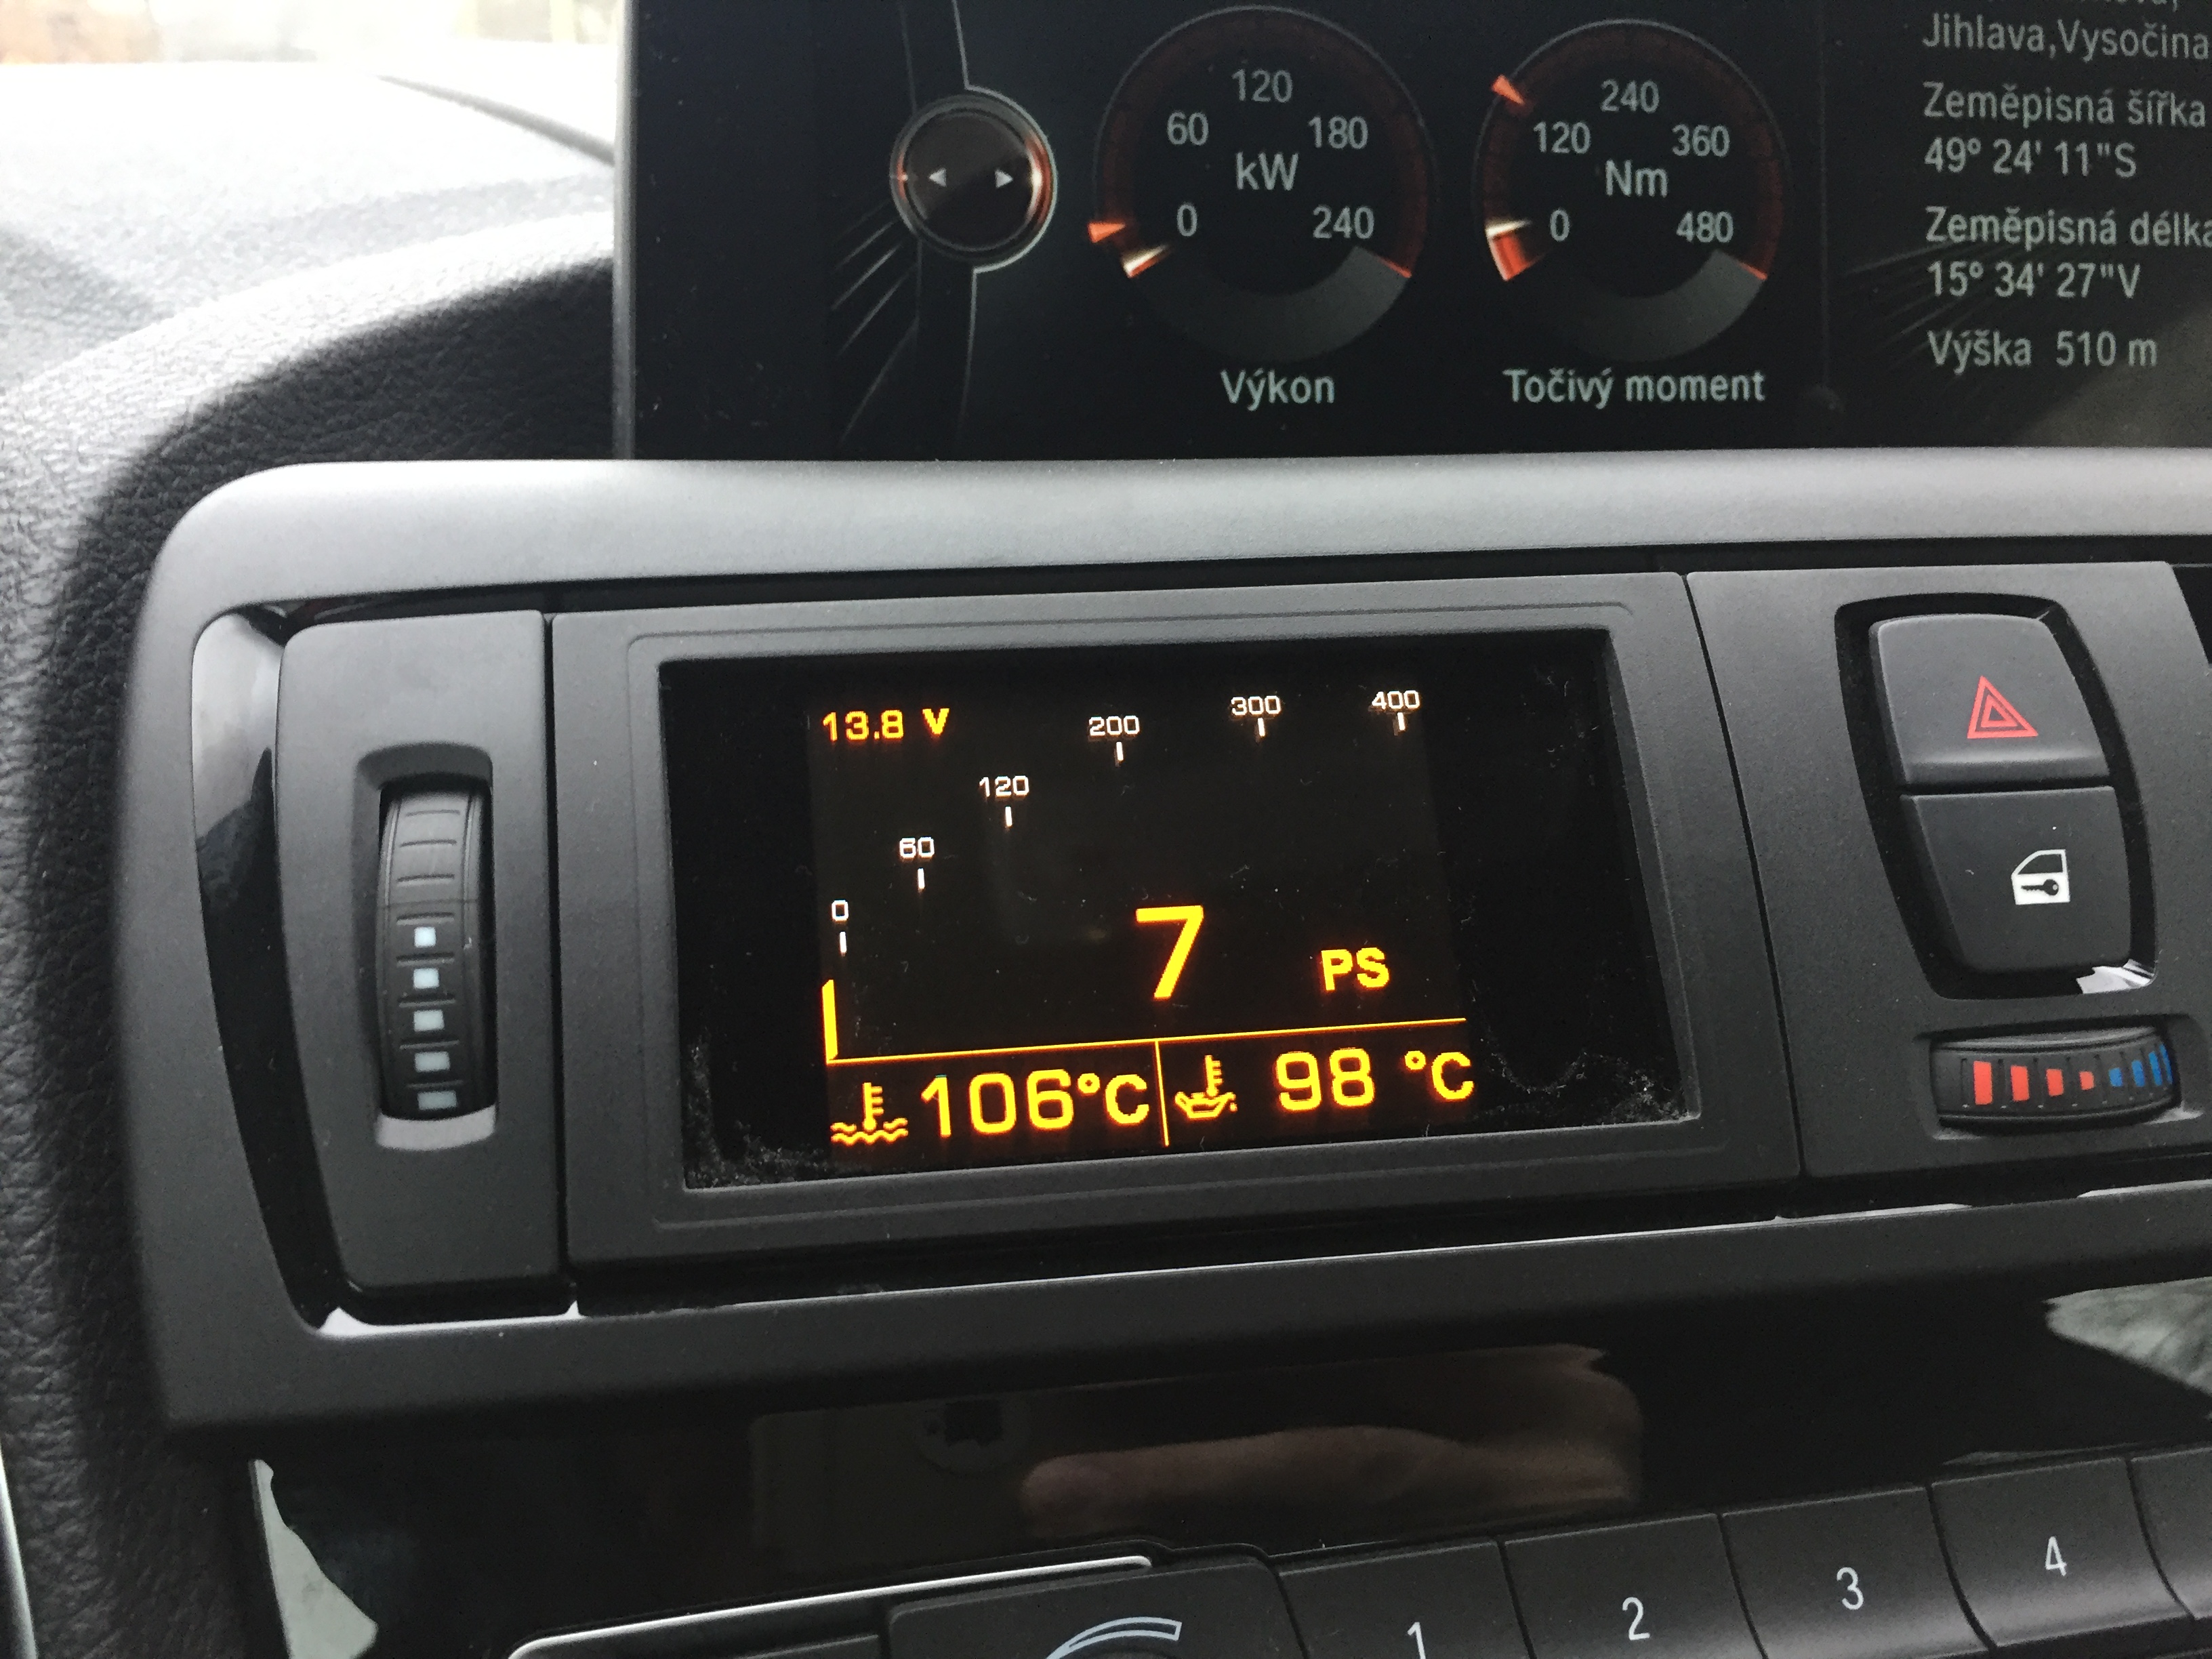 Jihlava,Vysočina
Zeměpisná šířka
49° 24' 11"S
Zeměpisná délka
15° 34' 27"V
Výška 510 m
0 60 120 180 240
kW
Výkon
0 120 240 360 480
Nm
Točivý moment
13.8 V
0 60 120 200 300 400
7 PS
106°C
98 °C
1 2 3 4